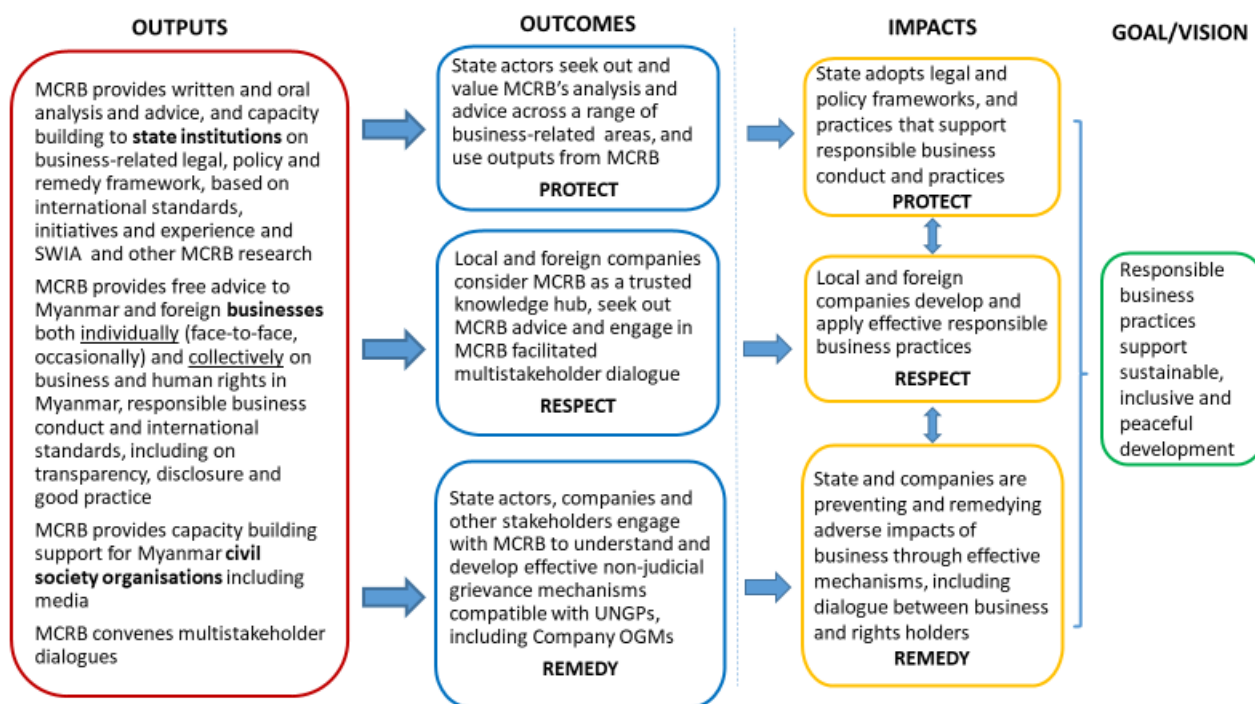 OUTPUTS
MCRB provides written and oral
analysis and advice, and capacity
building to state institutions on
business-related legal, policy and
remedy framework, based on
international standards,
initiatives and experience and
SWIA and other MCRB research
MCRB provides free advice to
Myanmar and foreign businesses
both individually (face-to-face,
occasionally) and collectively on
business and human rights in
Myanmar, responsible business
conduct and international
standards, including on
transparency, disclosure and
good practice
MCRB provides capacity building
support for Myanmar civil
society organisations including
media
MCRB convenes multistakeholder
dialogues
OUTCOMES
State actors seek out and
value MCRB's analysis and
advice across a range of
business-related areas, and
use outputs from MCRB
PROTECT
Local and foreign companies
consider MCRB as a trusted
knowledge hub, seek out
MCRB advice and engage in
MCRB facilitated
multistakeholder dialogue
RESPECT
State actors, companies and
other stakeholders engage
with MCRB to understand and
develop effective non-judicial
grievance mechanisms
compatible with UNGPs,
including Company OGMs
REMEDY
IMPACTS
State adopts legal and
policy frameworks, and
practices that support
responsible business
conduct and practices
PROTECT
Local and foreign
companies develop and
apply effective responsible
business practices
RESPECT
State and companies are
preventing and remedying
adverse impacts of
business through effective
mechanisms, including
dialogue between business
and rights holders
REMEDY
GOAL/VISION
Responsible
business
practices
support
sustainable,
inclusive and
peaceful
development